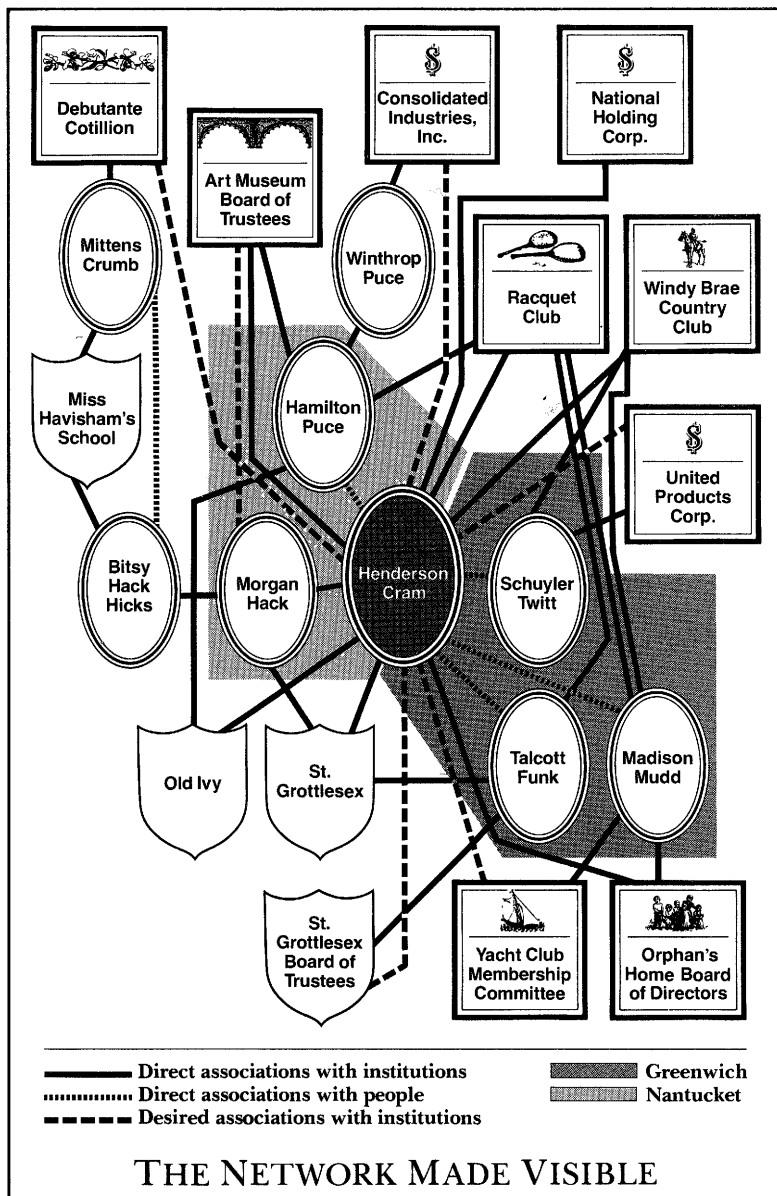 $
$
Debutante
Cotillion
Consolidated
Industries,
Inc.
National
Holding
Corp.
Art Museum
Board of
Trustees
Mittens
Crumb
Winthrop
Puce
Racquet
Club
Windy Brae
Country
Club
Miss
Havisham's
School
Hamilton
Puce
$
United
Products
Corp.
Bitsy
Hack
Hicks
Morgan
Hack
Henderson
Cram
Schuyler
Twitt
Old Ivy
St.
Grottlesex
Talcott
Funk
Madison
Mudd
St.
Grottlesex
Board of
Trustees
Yacht Club
Membership
Committee
Orphan's
Home Board
of Directors
Direct associations with institutions
Direct associations with people
Desired associations with institutions
Greenwich
Nantucket
THE NETWORK MADE VISIBLE